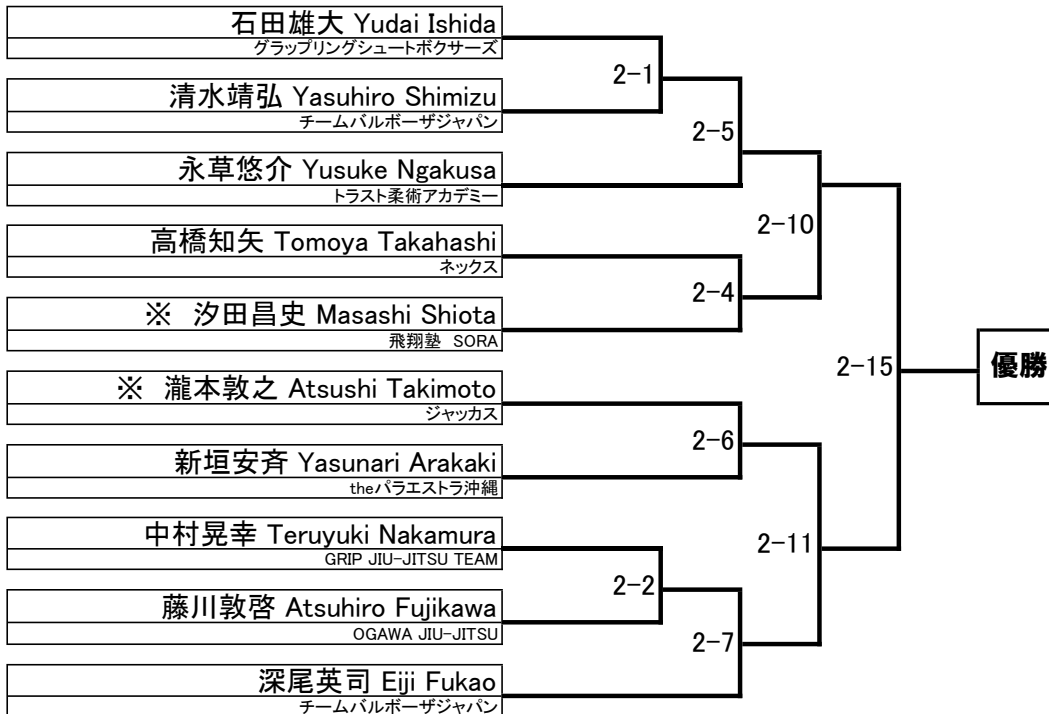 石田雄大 Yudai Ishida
グラップリングシュートボクサーズ
2-1
清水靖弘 Yasuhiro Shimizu
チームバルボーザジャパン
2-5
永草悠介 Yusuke Ngakusa
トラスト柔術アカデミー
2-10
高橋知矢 Tomoya Takahashi
ネックス
2-4
※ 汐田昌史 Masashi Shiota
飛翔塾 SORA
2-15
優勝
※ 瀧本敦之 Atsushi Takimoto
ジャッカス
2-6
新垣安斉 Yasunari Arakaki
theパラエストラ沖縄
中村晃幸 Teruyuki Nakamura
GRIP JIU-JITSU TEAM
2-11
2-2
藤川敦啓 Atsuhiro Fujikawa
OGAWA JIU-JITSU
2-7
深尾英司 Eiji Fukao
チームバルボーザジャパン